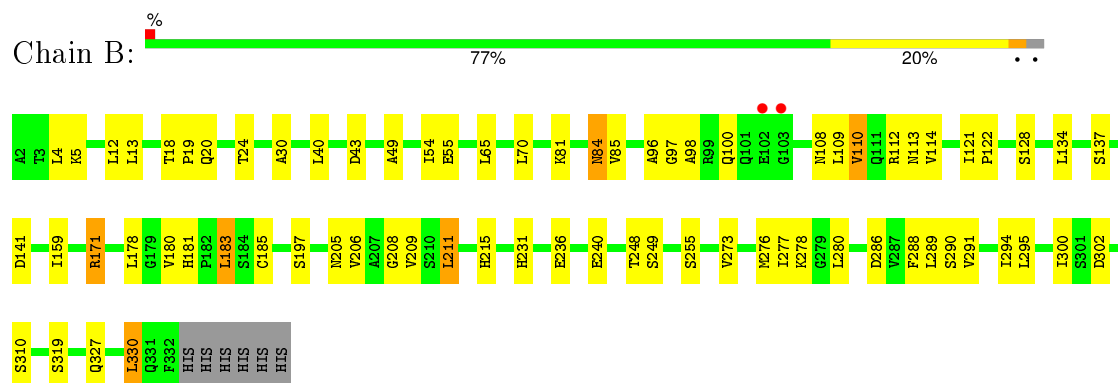 %
Chain B:
77% 20% • •
A2 T3 L4 K5 L12 L13 T18 P19 Q20 T24 A30 L40 D43 A49 I54 E55 L65 L70 K81 N84 V85 A96 G97 A98 R99 Q100 Q101 E102 G103 N108 L109 V110 Q111 R112 N113 V114 I121 P122 S128 L134 S137
D141 I159 R171 L178 G179 V180 H181 P182 L183 S184 C185 S197 N205 V206 A207 G208 V209 S210 L211 H215 H231 E236 E240 T248 S249 S255 V273 M276 I277 K278 G279 L280 D286 V287 F288 L289 S290 V291 I294 L295 I300 S301 D302
S310 S319 Q327 L330 Q331 F332 HIS HIS HIS HIS HIS HIS